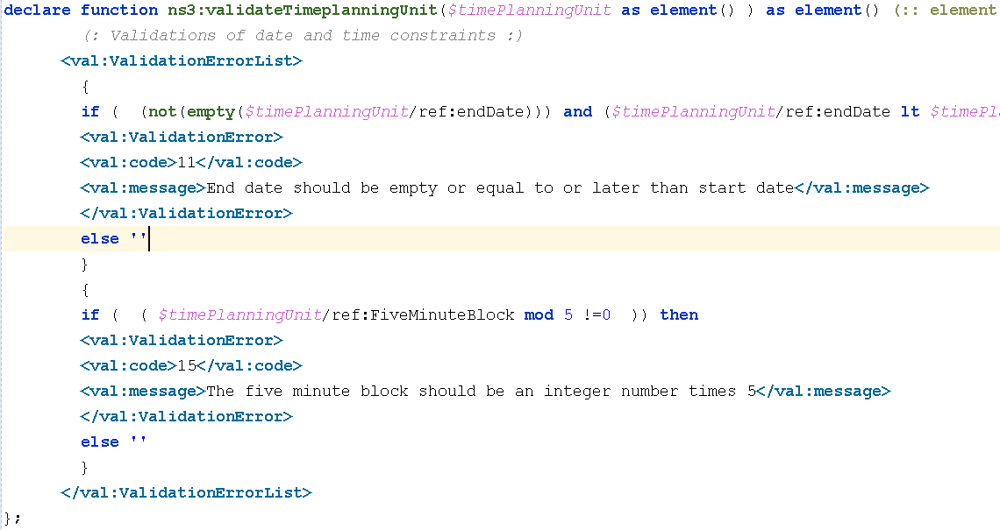 declare function ns3:validateTimeplanningUnit($timePlanningUnit as element() ) as element() (:: element
(: Validations of date and time constraints :)
<val:ValidationErrorList>
{
if ( (not(empty($timePlanningUnit/ref:endDate))) and ($timePlanningUnit/ref:endDate lt $timePl
<val:ValidationError>
<val:code>11</val:code>
<val:message>End date should be empty or equal to or later than start date</val:message>
</val:ValidationError>
else ''
}
{
if ( ( $timePlanningUnit/ref:FiveMinuteBlock mod 5 !=0 )) then
<val:ValidationError>
<val:code>15</val:code>
<val:message>The five minute block should be an integer number times 5</val:message>
</val:ValidationError>
else ''
}
</val:ValidationErrorList>
};